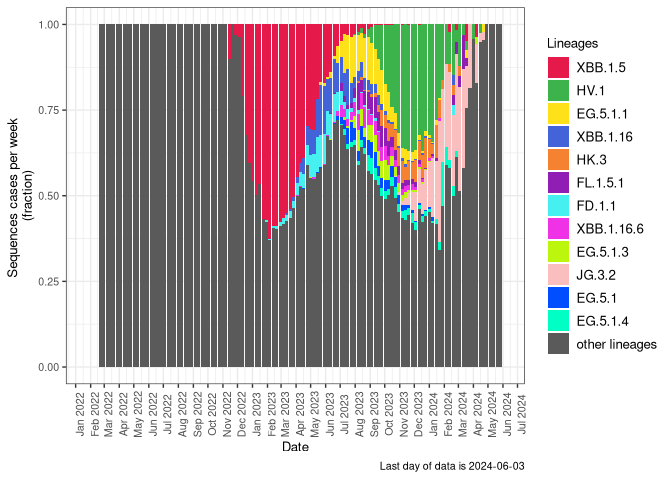 1.00
0.75
0.50
0.25
0.00
Sequences cases per week
(fraction)
Jan 2022
Feb 2022
Mar 2022
Apr 2022
May 2022
Jun 2022
Jul 2022
Aug 2022
Sep 2022
Oct 2022
Nov 2022
Dec 2022
Jan 2023
Feb 2023
Mar 2023
Apr 2023
May 2023
Jun 2023
Jul 2023
Aug 2023
Sep 2023
Oct 2023
Nov 2023
Dec 2023
Jan 2024
Feb 2024
Mar 2024
Apr 2024
May 2024
Jun 2024
Jul 2024
Date
Lineages
XBB.1.5
HV.1
EG.5.1.1
XBB.1.16
HK.3
FL.1.5.1
FD.1.1
XBB.1.16.6
EG.5.1.3
JG.3.2
EG.5.1
EG.5.1.4
other lineages
Last day of data is 2024-06-03